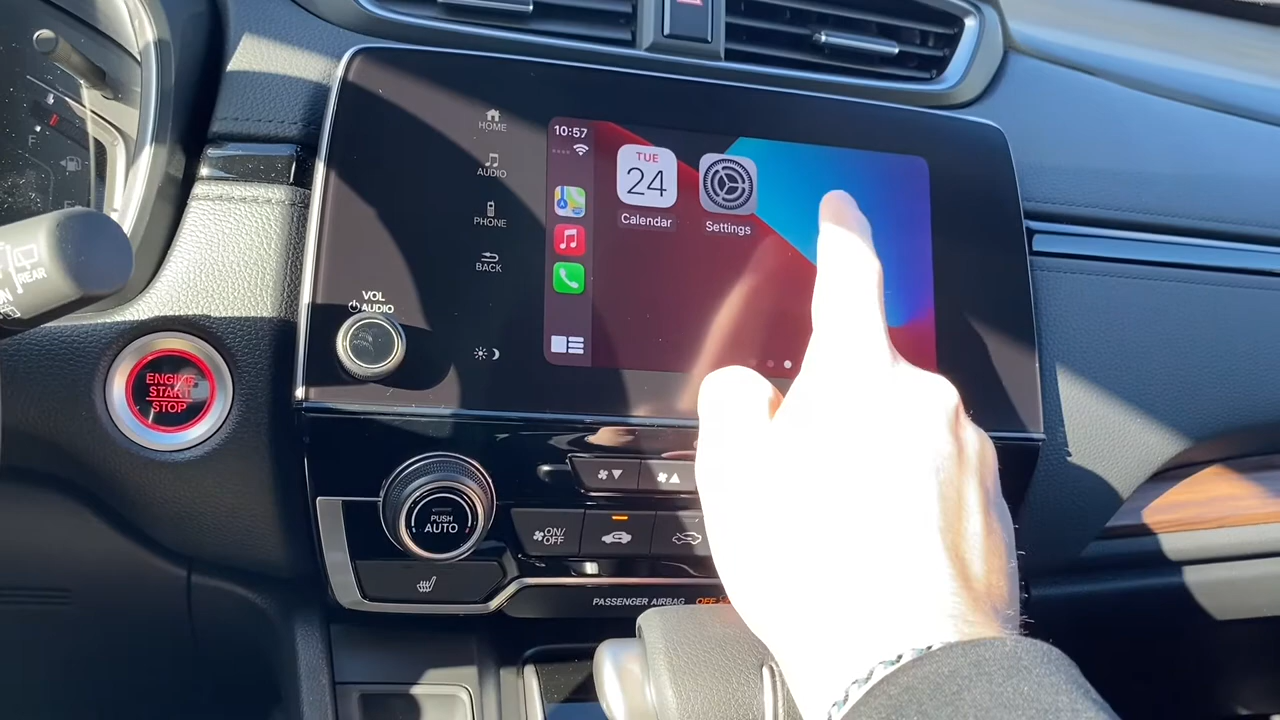 HOME
AUDIO
PHONE
BACK
VOL
AUDIO
10:57
TUE
24
Calendar
Settings
F
REAR
ENGINE
START
STOP
PUSH
AUTO
ON/
OFF
PASSENGER AIRBAG OFF